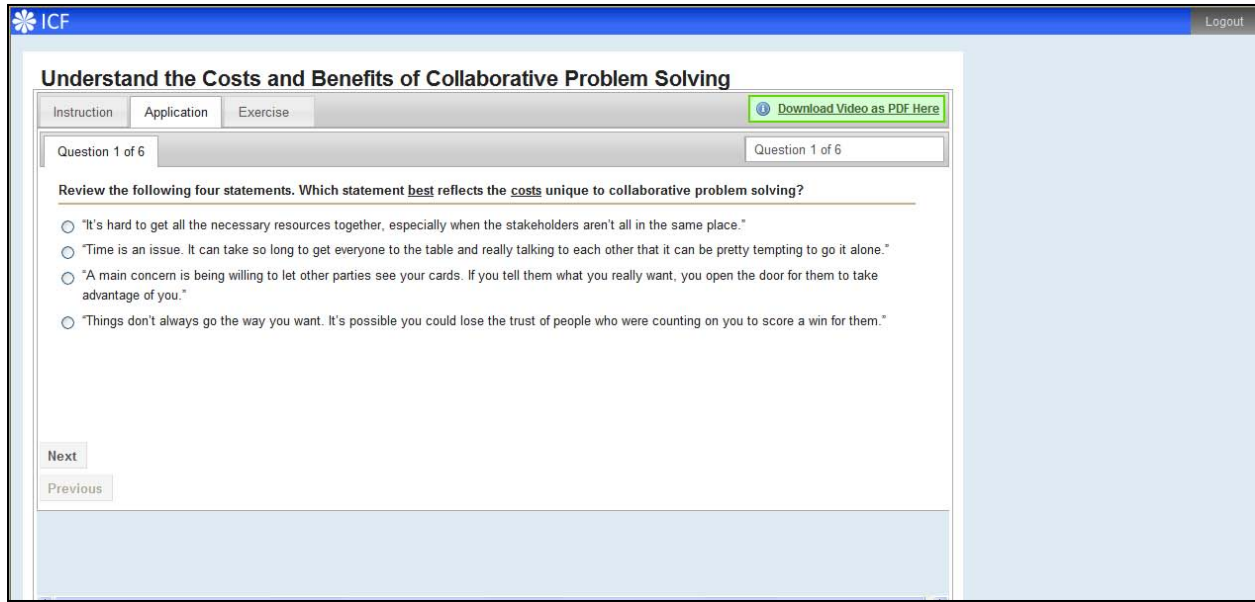 ICF
Logout
Understand the Costs and Benefits of Collaborative Problem Solving
Instruction Application Exercise Download Video as PDF Here
Question 1 of 6 Question 1 of 6
Review the following four statements. Which statement best reflects the costs unique to collaborative problem solving?
"It's hard to get all the necessary resources together, especially when the stakeholders aren't all in the same place."
"Time is an issue. It can take so long to get everyone to the table and really talking to each other that it can be pretty tempting to go it alone."
"A main concern is being willing to let other parties see your cards. If you tell them what you really want, you open the door for them to take
advantage of you."
"Things don't always go the way you want. It's possible you could lose the trust of people who were counting on you to score a win for them."
Next
Previous